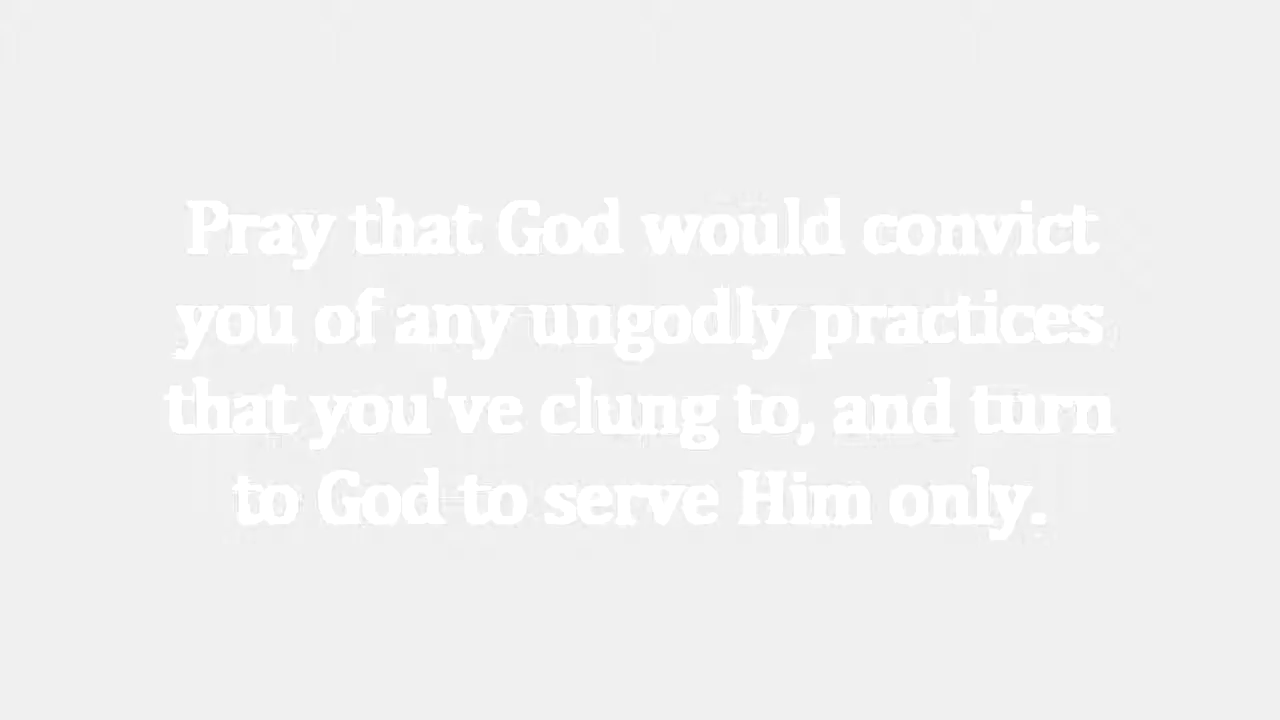 Pray that God would convict
you of any ungodly practices
that you've clung to, and turn
to God to serve Him only.